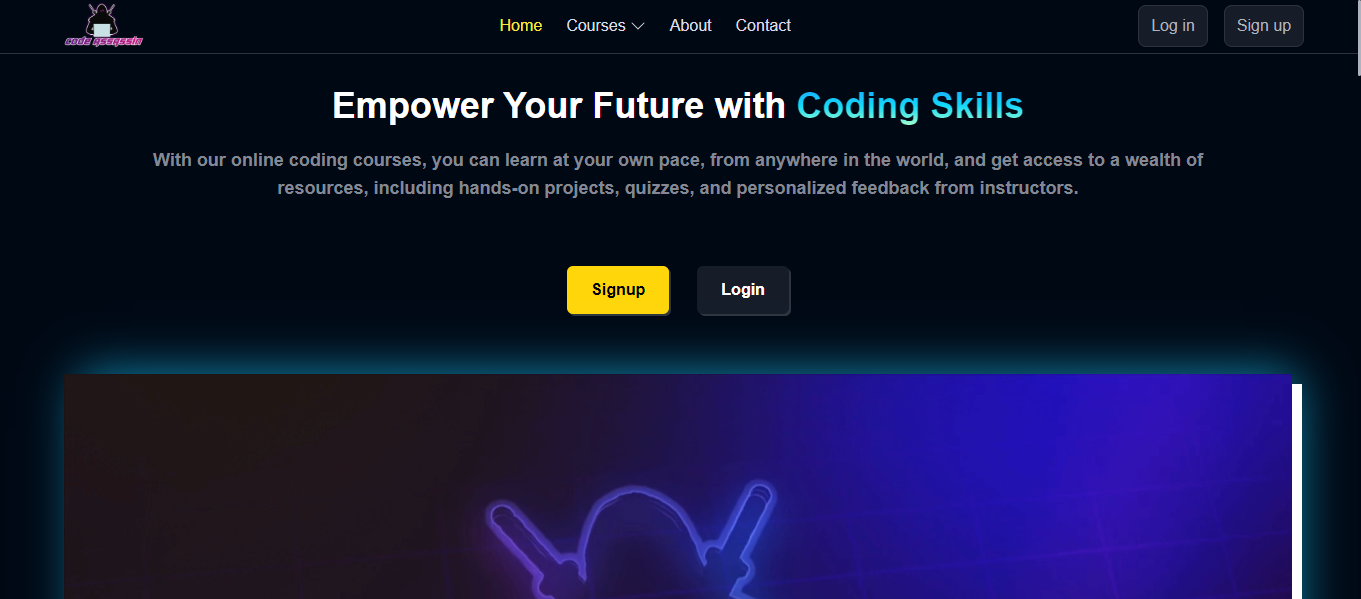 code assassin
Home Courses About Contact
Log in Sign up
Empower Your Future with Coding Skills
With our online coding courses, you can learn at your own pace, from anywhere in the world, and get access to a wealth of
resources, including hands-on projects, quizzes, and personalized feedback from instructors.
Signup Login